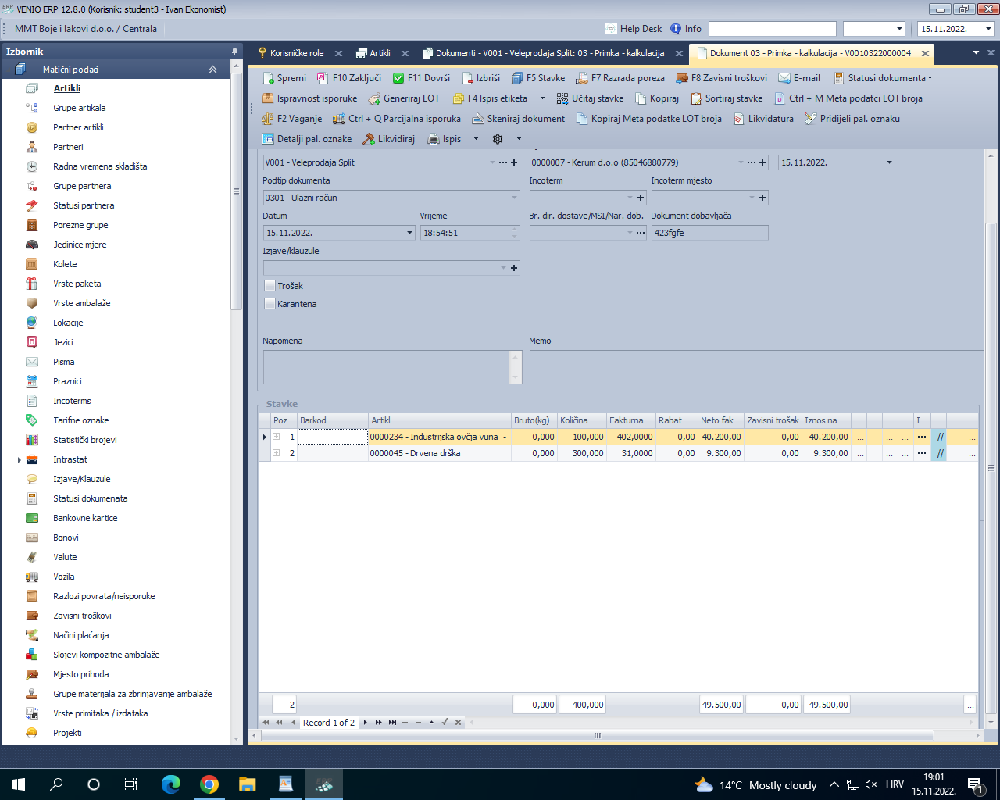 VENIO ERP 12.8.0 (Korisnik: student3 - Ivan Ekonomist)
MMT Boje i lakovi d.o.o. / Centrala
Help Desk Info 15.11.2022.
Izbornik
Matični podaci
Artikli
Grupe artikala
Partner artikli
Partneri
Radna vremena skladišta
Grupe partnera
Statusi partnera
Porezne grupe
Jedinice mjere
Kolete
Vrste paketa
Vrste ambalaže
Lokacije
Jezici
Pisma
Praznici
Incoterms
Tarifne oznake
Statistički brojevi
Intrastat
Izjave/Klauzule
Statusi dokumenata
Bankovne kartice
Bonovi
Valute
Vozila
Razlozi povrata/neisporuke
Zavisni troškovi
Načini plaćanja
Slojevi kompozitne ambalaže
Mjesto prihoda
Grupe materijala za zbrinjavanje ambalaže
Vrste primitaka / izdataka
Projekti
Korisničke role Artikli Dokumenti - V001 - Veleprodaja Split: 03 - Primka - kalkulacija Dokument 03 - Primka - kalkulacija - V0010322000004
Spremi F10 Zaključi F11 Dovrši Izbriši F5 Stavke F7 Razrada poreza F8 Zavisni troškovi E-mail Statusi dokumenta
Ispravnost isporuke Generiraj LOT F4 Ispis etiketa Učitaj stavke Kopiraj Sortiraj stavke Ctrl + M Meta podatci LOT broja
F2 Vaganje Ctrl + Q Parcijalna isporuka Skeniraj dokument Kopiraj Meta podatke LOT broja Likvidatura Pridijeli pal. oznaku
Detalji pal. oznake Likvidiraj Ispis
V001 - Veleprodaja Split 0000007 - Kerum d.o.o (85046880779) 15.11.2022.
Podtip dokumenta Incoterm Incoterm mjesto
0301 - Ulazni račun
Datum Vrijeme Br. dir. dostave/MSI/Nar. dob. Dokument dobavljača
15.11.2022. 18:54:51 423fgfe
Izjave/klauzule
Trošak
Karantena
Napomena Memo
Stavke
Poz... Barkod Artikl Bruto(kg) Količina Fakturna ... Rabat Neto fak... Zavisni trošak Iznos na... ... ... ... ... I... ... ... ...
1 0000234 - Industrijska ovčja vuna - 0,000 100,000 402,0000 0,00 40.200,00 0,00 40.200,00 ... ... ... ... ... // ...
2 0000045 - Drvena drška 0,000 300,000 31,0000 0,00 9.300,00 0,00 9.300,00 ... ... ... ... ... // ...
2 0,000 400,000 49.500,00 0,00 49.500,00 ...
Record 1 of 2
14°C Mostly cloudy HRV 19:01
15.11.2022. 1